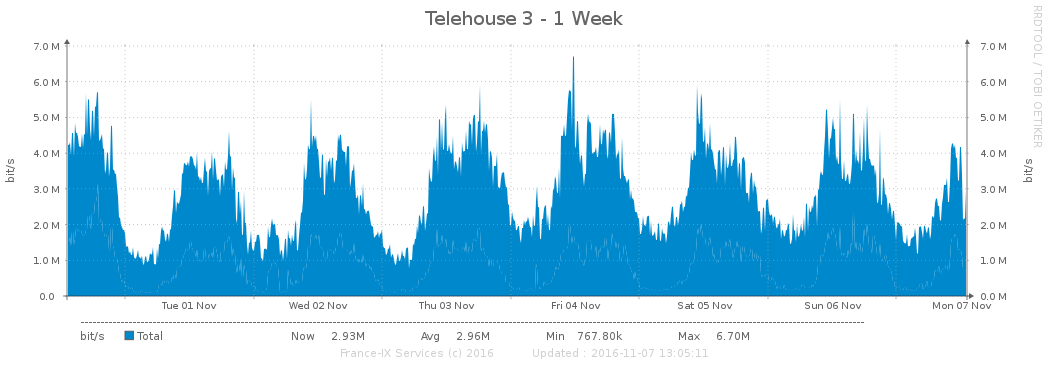 Telehouse 3 - 1 Week
RRDTOOL / TOBI OETIKER
7.0 M 7.0 M
6.0 M 6.0 M
5.0 M 5.0 M
4.0 M 4.0 M
3.0 M 3.0 M
2.0 M 2.0 M
1.0 M 1.0 M
0.0 0.0 M
bit/s bit/s
Tue 01 Nov Wed 02 Nov Thu 03 Nov Fri 04 Nov Sat 05 Nov Sun 06 Nov Mon 07 Nov
bit/s Total Now 2.93M Avg 2.96M Min 767.80k Max 6.70M
France-IX Services (c) 2016 Updated : 2016-11-07 13:05:11